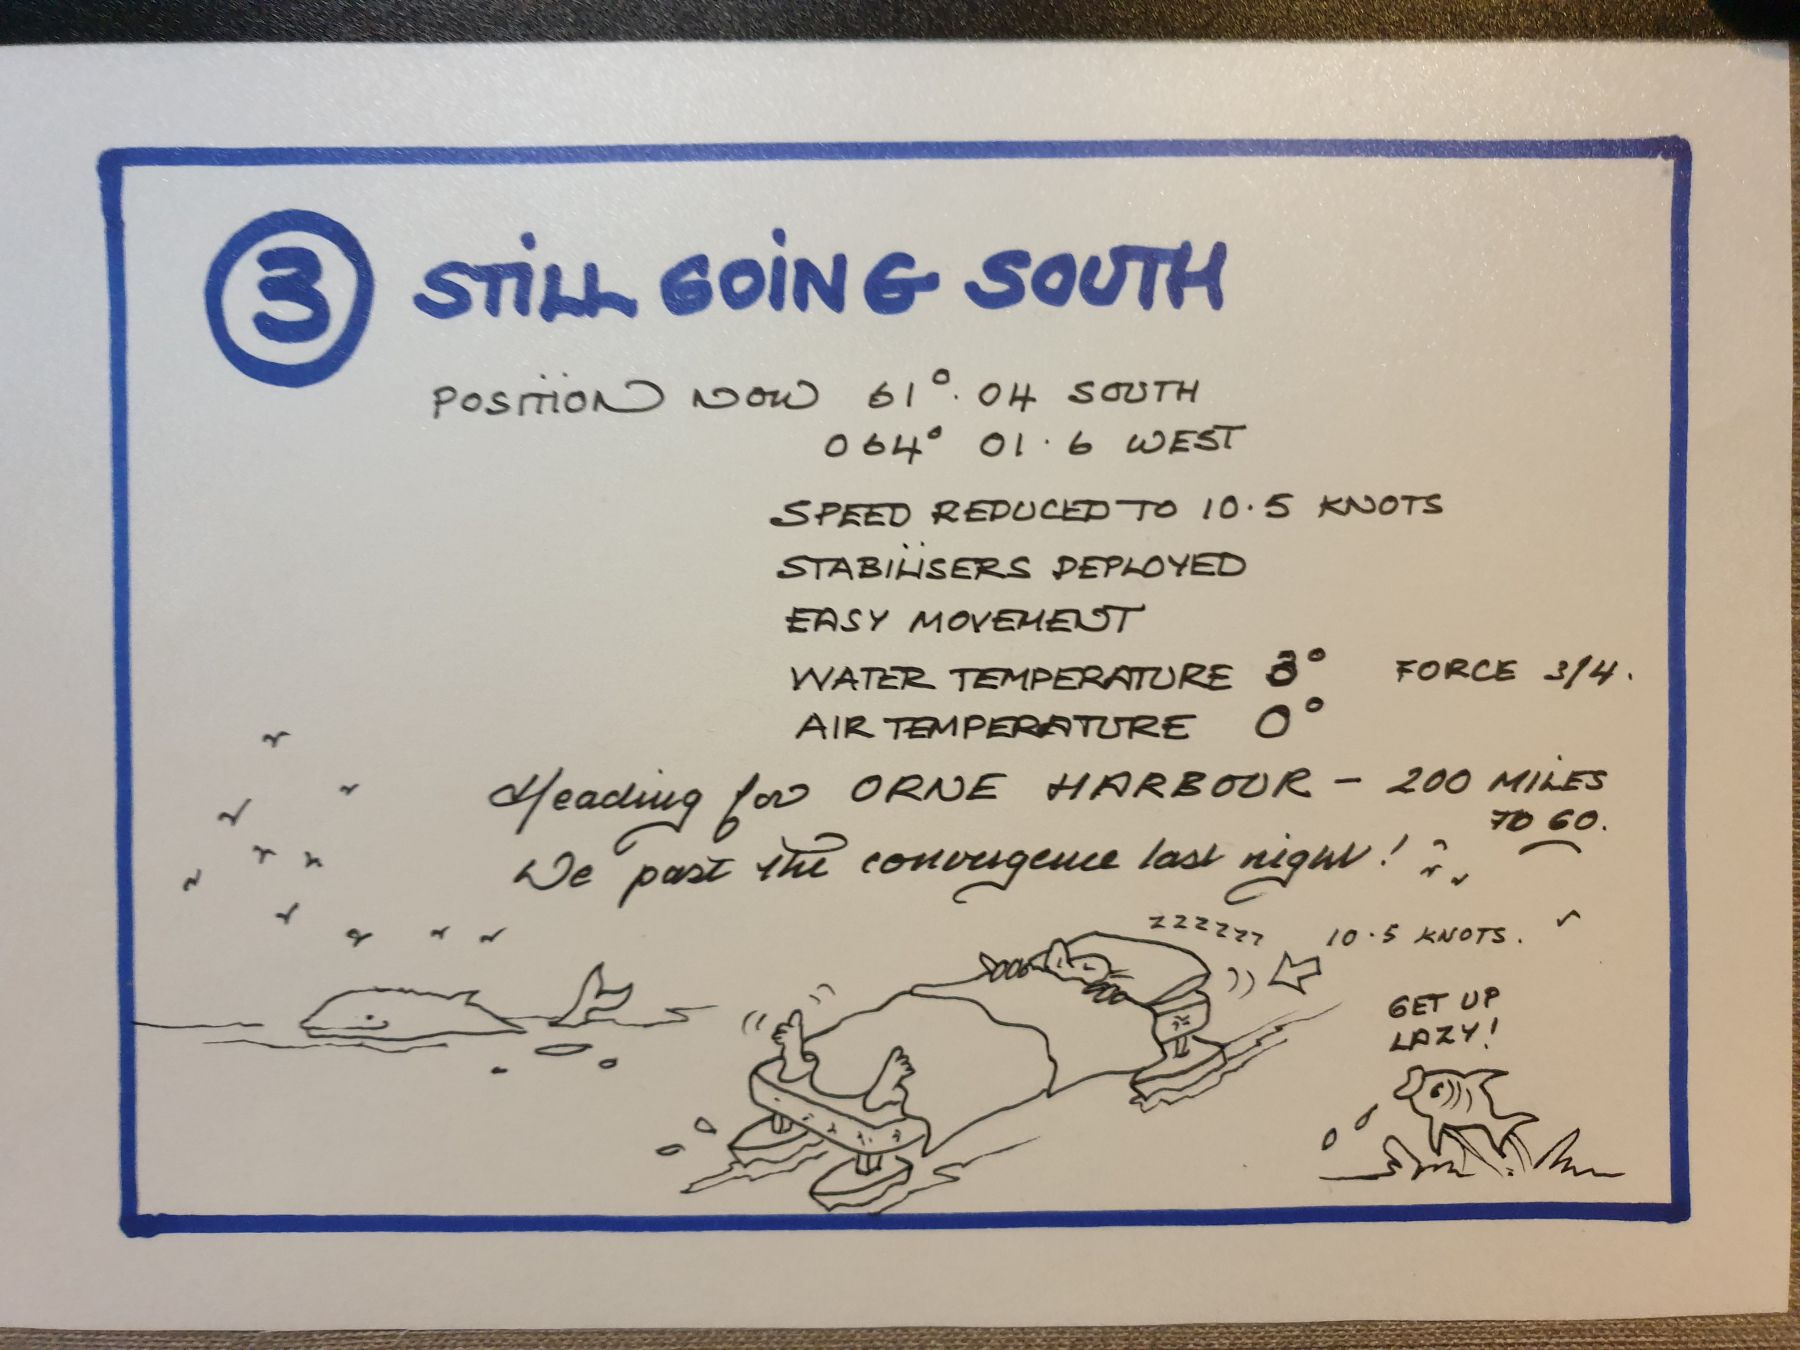 3 STILL GOING SOUTH
POSITION NOW 61°.04 SOUTH
064° 01.6 WEST
SPEED REDUCED TO 10.5 KNOTS
STABILISERS DEPLOYED
EASY MOVEMENT
WATER TEMPERATURE 3° FORCE 3/4.
AIR TEMPERATURE 0°
Heading for ORNE HARBOUR - 200 MILES
TO GO.
We past the convergence last night!
ZZZZZZZ
10.5 KNOTS.
GET UP
LAZY!